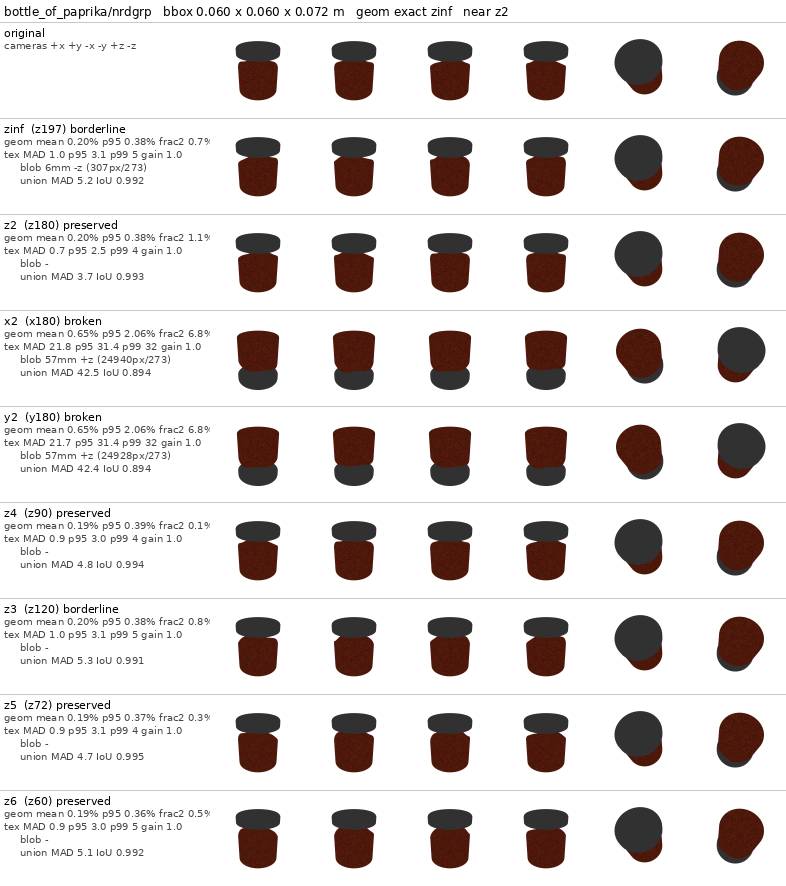 bottle_of_paprika/nrdgrp   bbox 0.060 x 0.060 x 0.072 m   geom exact zinf   near z2
original
cameras +x +y -x -y +z -z
zinf  (z197) borderline
geom mean 0.20% p95 0.38% frac2 0.7%
tex MAD 1.0 p95 3.1 p99 5 gain 1.0
blob 6mm -z (307px/273)
union MAD 5.2 IoU 0.992
z2  (z180) preserved
geom mean 0.20% p95 0.38% frac2 1.1%
tex MAD 0.7 p95 2.5 p99 4 gain 1.0
blob -
union MAD 3.7 IoU 0.993
x2  (x180) broken
geom mean 0.65% p95 2.06% frac2 6.8%
tex MAD 21.8 p95 31.4 p99 32 gain 1.0
blob 57mm +z (24940px/273)
union MAD 42.5 IoU 0.894
y2  (y180) broken
geom mean 0.65% p95 2.06% frac2 6.8%
tex MAD 21.7 p95 31.4 p99 32 gain 1.0
blob 57mm +z (24928px/273)
union MAD 42.4 IoU 0.894
z4  (z90) preserved
geom mean 0.19% p95 0.39% frac2 0.1%
tex MAD 0.9 p95 3.0 p99 4 gain 1.0
blob -
union MAD 4.8 IoU 0.994
z3  (z120) borderline
geom mean 0.20% p95 0.38% frac2 0.8%
tex MAD 1.0 p95 3.1 p99 5 gain 1.0
blob -
union MAD 5.3 IoU 0.991
z5  (z72) preserved
geom mean 0.19% p95 0.37% frac2 0.3%
tex MAD 0.9 p95 3.1 p99 4 gain 1.0
blob -
union MAD 4.7 IoU 0.995
z6  (z60) preserved
geom mean 0.19% p95 0.36% frac2 0.5%
tex MAD 0.9 p95 3.0 p99 5 gain 1.0
blob -
union MAD 5.1 IoU 0.992